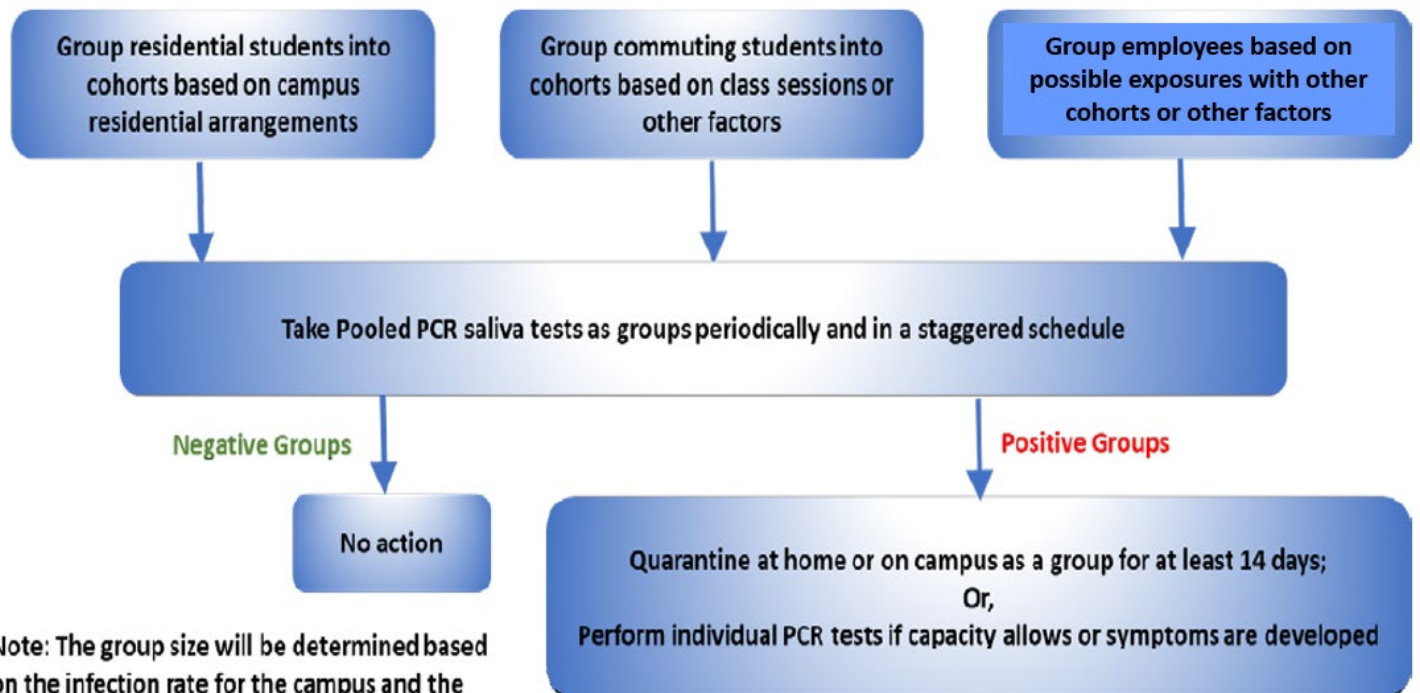 Group residential students into
cohorts based on campus
residential arrangements
Group commuting students into
cohorts based on class sessions or
other factors
Group employees based on
possible exposures with other
cohorts or other factors
Take Pooled PCR saliva tests as groups periodically and in a staggered schedule
Negative Groups
Positive Groups
No action
Quarantine at home or on campus as a group for at least 14 days;
Or,
Perform individual PCR tests if capacity allows or symptoms are developed
Note: The group size will be determined based
on the infection rate for the campus and the